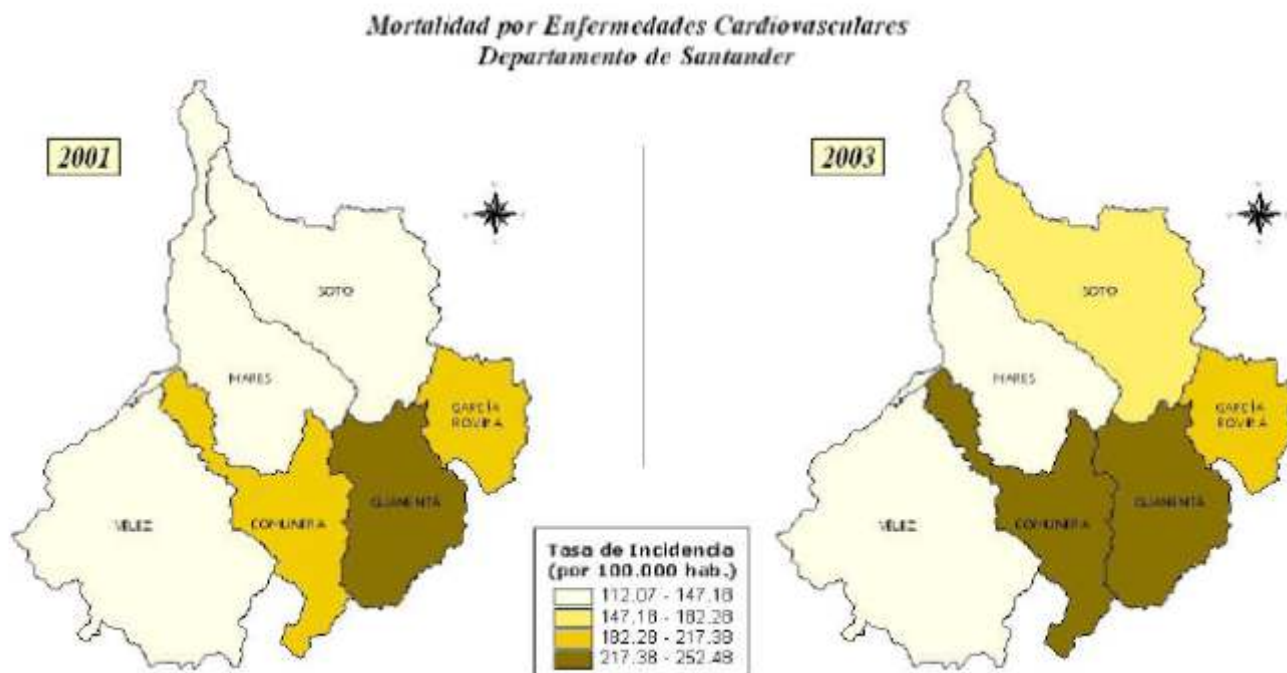 Mortalidad por Enfermedades Cardiovasculares
Departamento de Santander
2001
2003
SOTO
MARES
GARCÍA
ROVIRA
VÉLEZ
COMUNERA
GUANENTÁ
SOTO
MARES
GARCÍA
ROVIRA
VÉLEZ
COMUNERA
GUANENTÁ
Tasa de Incidencia
(por 100.000 hab.)
112.07 - 147.18
147.18 - 182.28
182.28 - 217.38
217.38 - 252.48